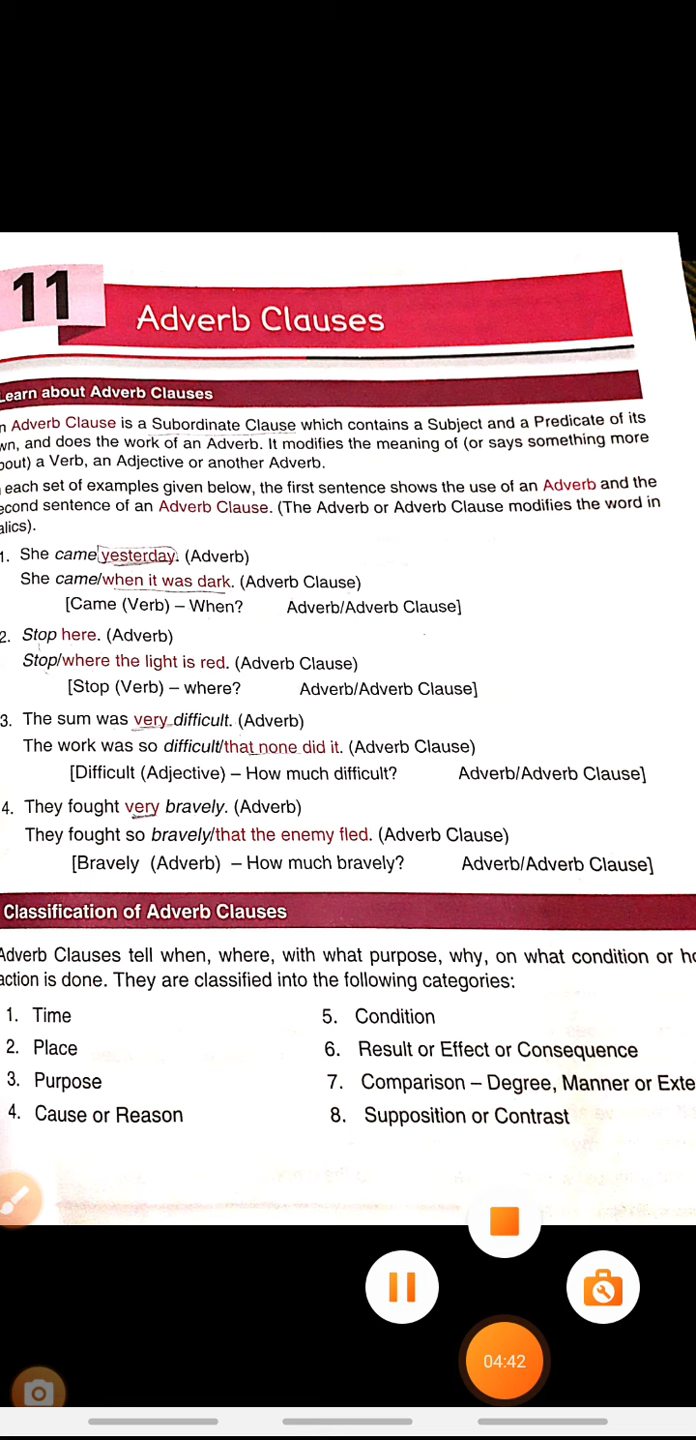 11
Adverb Clauses
Learn about Adverb Clauses
Adverb Clause is a Subordinate Clause which contains a Subject and a Predicate of its
and does the work of an Adverb. It modifies the meaning of (or says something more
a Verb, an Adjective or another Adverb.
each set of examples given below, the first sentence shows the use of an Adverb and the
sentence of an Adverb Clause. (The Adverb or Adverb Clause modifies the word in
1. She came yesterday. (Adverb)
She came/when it was dark. (Adverb Clause)
[Came (Verb) – When? Adverb/Adverb Clause]
2. Stop here. (Adverb)
Stop/where the light is red. (Adverb Clause)
[Stop (Verb) – where? Adverb/Adverb Clause]
3. The sum was very difficult. (Adverb)
The work was so difficult/that none did it. (Adverb Clause)
[Difficult (Adjective) – How much difficult? Adverb/Adverb Clause]
4. They fought very bravely. (Adverb)
They fought so bravely/that the enemy fled. (Adverb Clause)
[Bravely (Adverb) – How much bravely? Adverb/Adverb Clause]
Classification of Adverb Clauses
Adverb Clauses tell when, where, with what purpose, why, on what condition or
action is done. They are classified into the following categories:
1. Time 5. Condition
2. Place 6. Result or Effect or Consequence
3. Purpose 7. Comparison – Degree, Manner or
4. Cause or Reason 8. Supposition or Contrast
04:42